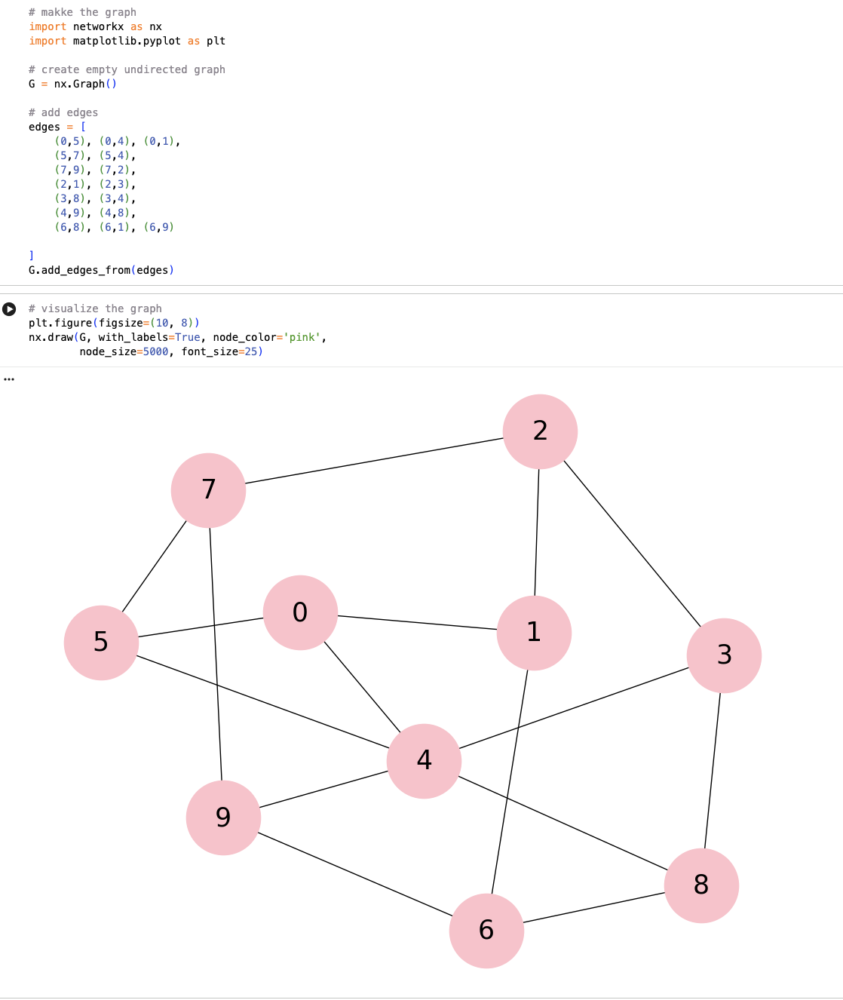 # makke the graph
import networkx as nx
import matplotlib.pyplot as plt
# create empty undirected graph
G = nx.Graph()
# add edges
edges = [
(0,5), (0,4), (0,1),
(5,7), (5,4),
(7,9), (7,2),
(2,1), (2,3),
(3,8), (3,4),
(4,9), (4,8),
(6,8), (6,1), (6,9)
]
G.add_edges_from(edges)
# visualize the graph
plt.figure(figsize=(10, 8))
nx.draw(G, with_labels=True, node_color='pink',
node_size=5000, font_size=25)
2
7
0
1
5
3
4
9
8
6